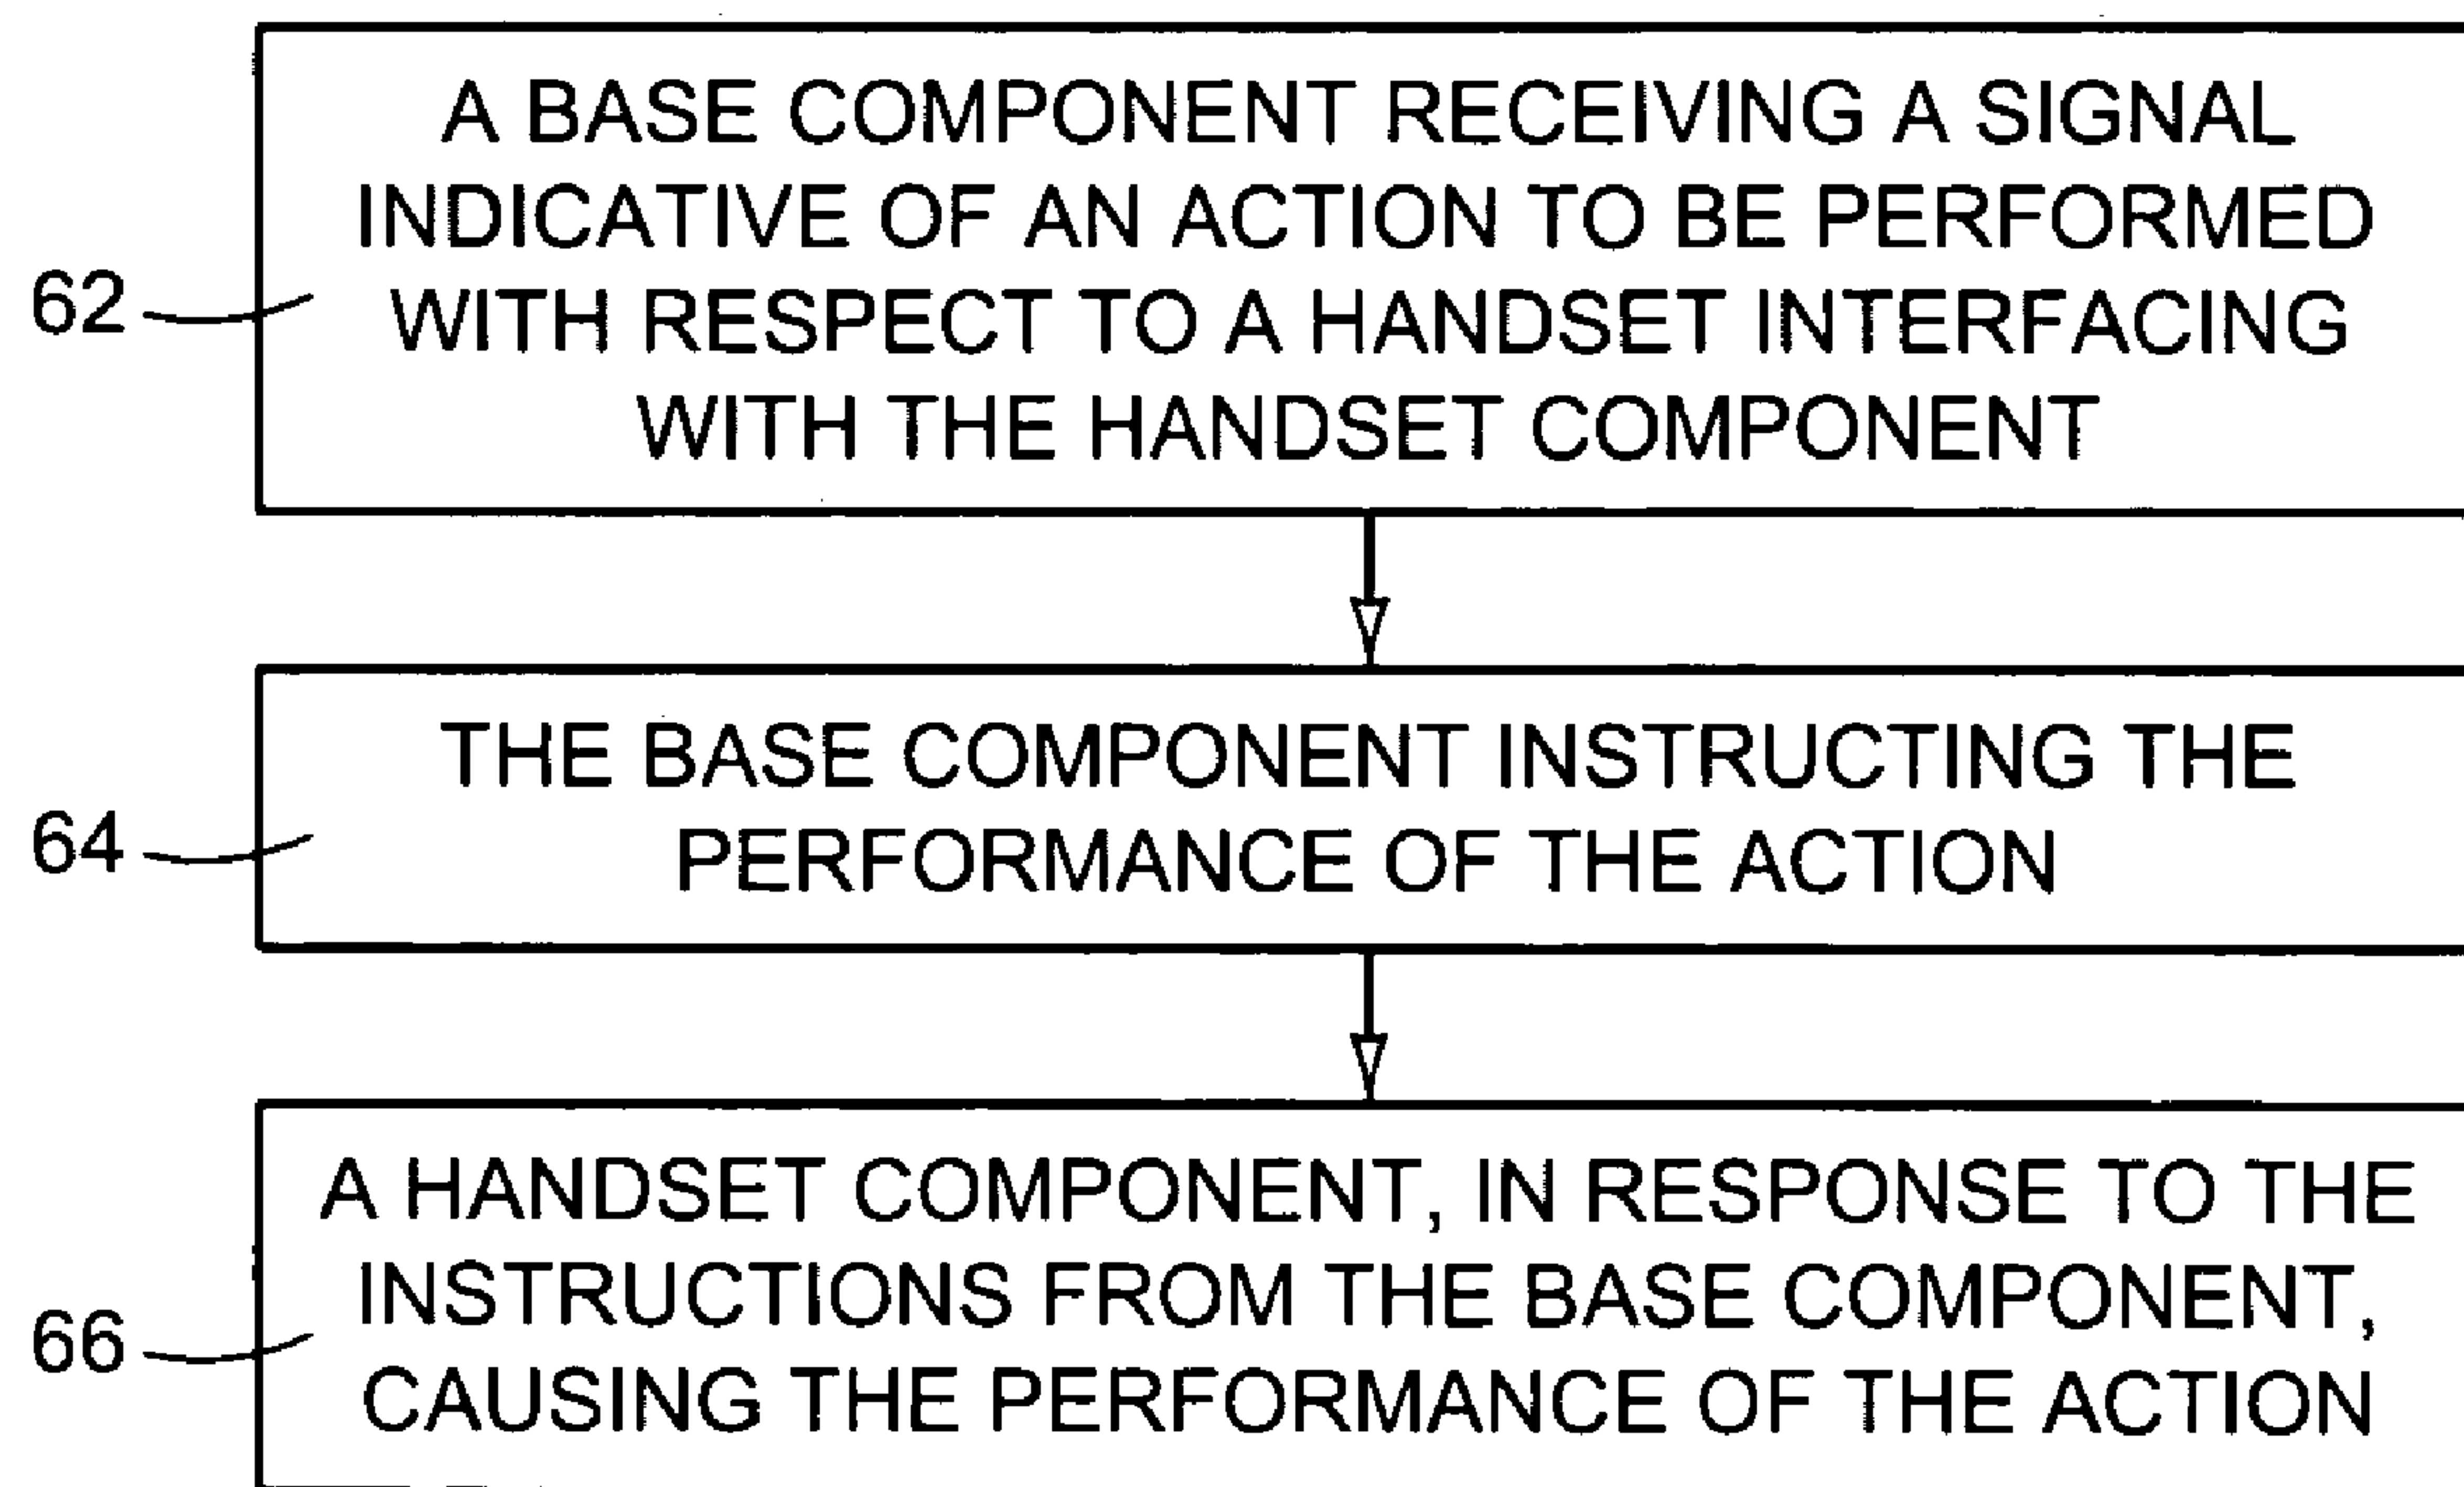 A BASE COMPONENT RECEIVING A SIGNAL
INDICATIVE OF AN ACTION TO BE PERFORMED
WITH RESPECT TO A HANDSET INTERFACING
WITH THE HANDSET COMPONENT
62
THE BASE COMPONENT INSTRUCTING THE
PERFORMANCE OF THE ACTION
64
A HANDSET COMPONENT, IN RESPONSE TO THE
INSTRUCTIONS FROM THE BASE COMPONENT,
CAUSING THE PERFORMANCE OF THE ACTION
66